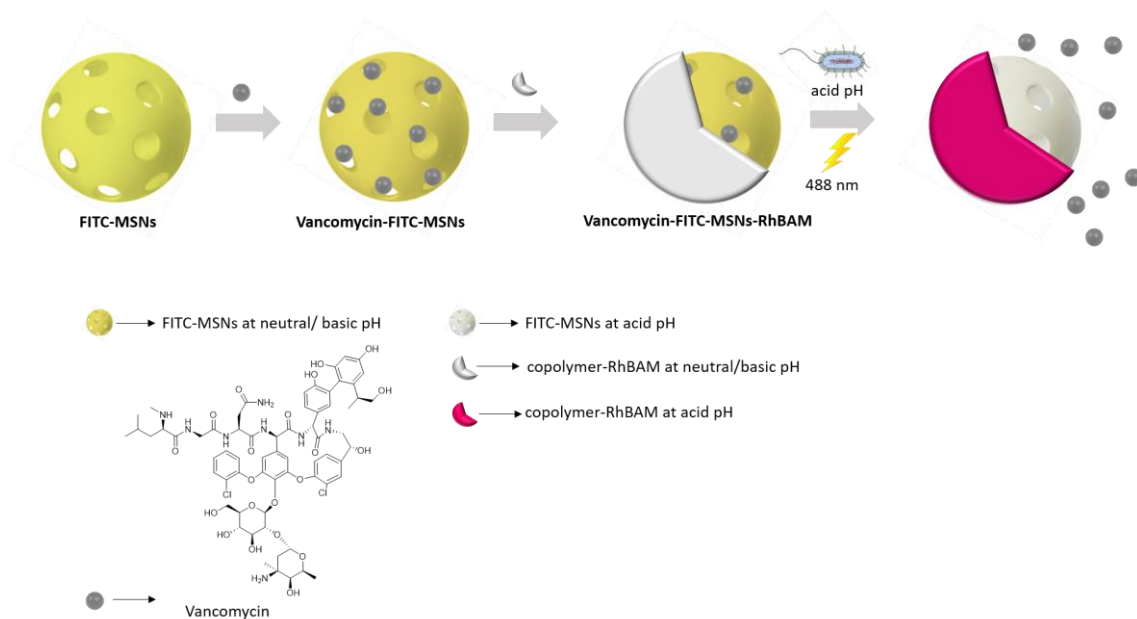 acid pH
488 nm
FITC-MSNs
Vancomycin-FITC-MSNs
Vancomycin-FITC-MSNs-RhBAM
FITC-MSNs at neutral/ basic pH
FITC-MSNs at acid pH
copolymer-RhBAM at neutral/basic pH
copolymer-RhBAM at acid pH
OH
HO
HO
OH
O
NH₂
H
N
O
H
N
O
N
H
O
H
N
O
N
H
O
H
N
OH
Cl
O
O
Cl
O
HO
O
O
HO
OH
O
O
H₂N
OH
Vancomycin